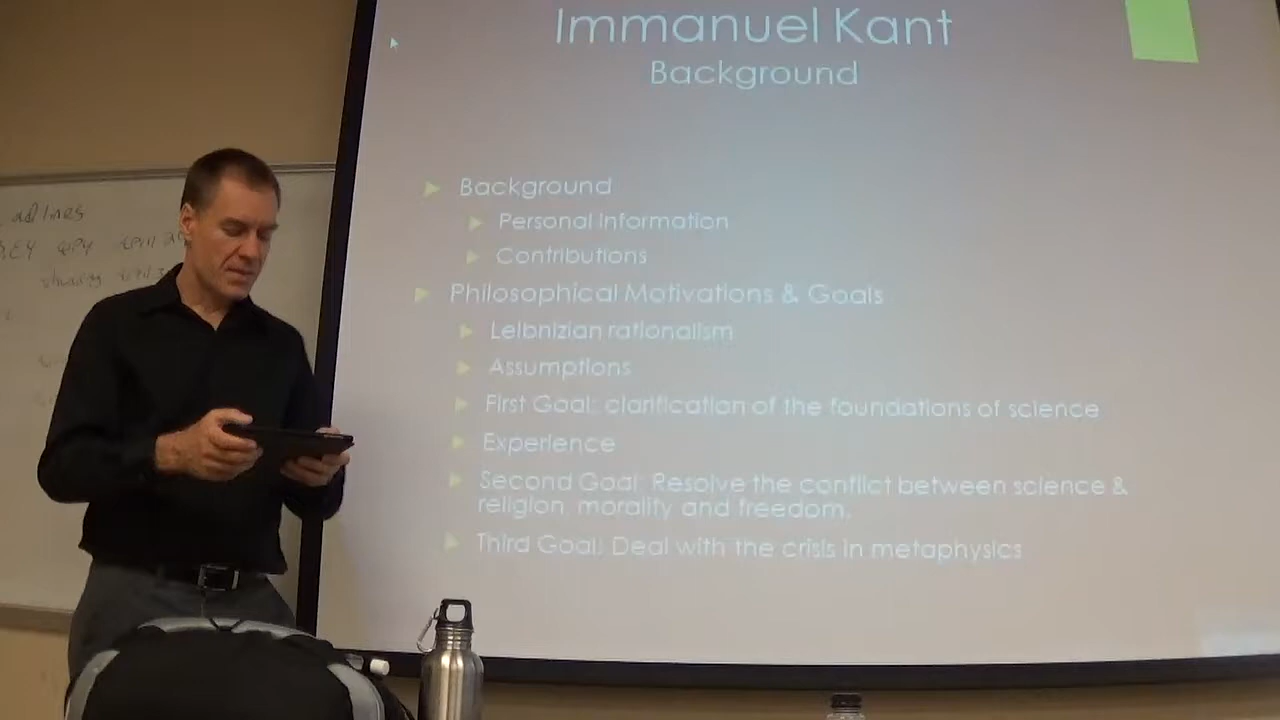 Immanuel Kant
Background
Background
Personal Information
Contributions
Philosophical Motivations & Goals
Leibnizian rationalism
Assumptions
First Goal: clarification of the foundations of science
Experience
Second Goal: Resolve the conflict between science &
religion, morality and freedom.
Third Goal: Deal with the crisis in metaphysics